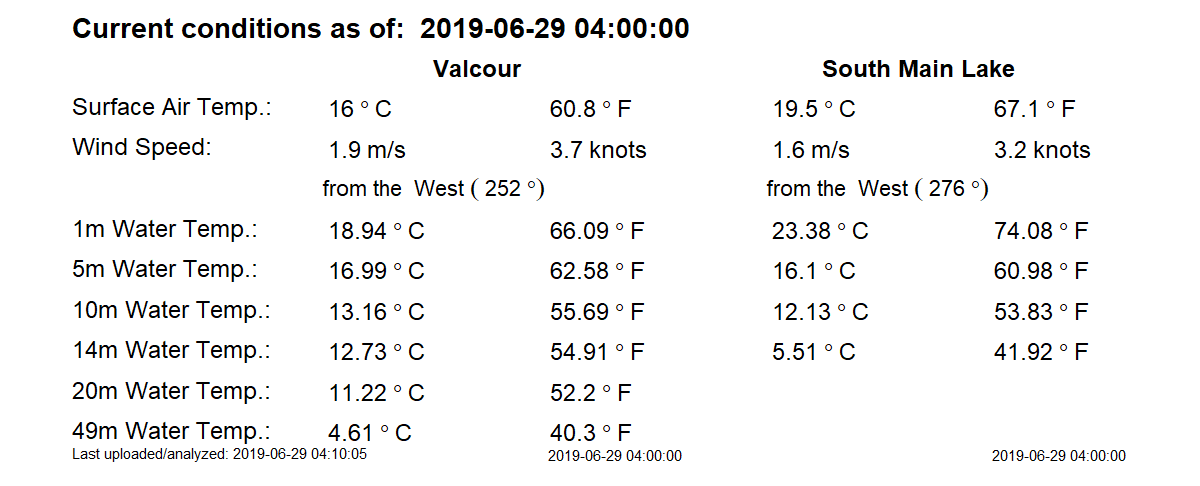 Current conditions as of:  2019-06-29 04:00:00
Valcour South Main Lake
Surface Air Temp.: 16 ° C 60.8 ° F 19.5 ° C 67.1 ° F
Wind Speed: 1.9 m/s 3.7 knots 1.6 m/s 3.2 knots
from the  West ( 252 °) from the  West ( 276 °)
1m Water Temp.: 18.94 ° C 66.09 ° F 23.38 ° C 74.08 ° F
5m Water Temp.: 16.99 ° C 62.58 ° F 16.1 ° C 60.98 ° F
10m Water Temp.: 13.16 ° C 55.69 ° F 12.13 ° C 53.83 ° F
14m Water Temp.: 12.73 ° C 54.91 ° F 5.51 ° C 41.92 ° F
20m Water Temp.: 11.22 ° C 52.2 ° F
49m Water Temp.: 4.61 ° C 40.3 ° F
Last uploaded/analyzed: 2019-06-29 04:10:05 2019-06-29 04:00:00 2019-06-29 04:00:00